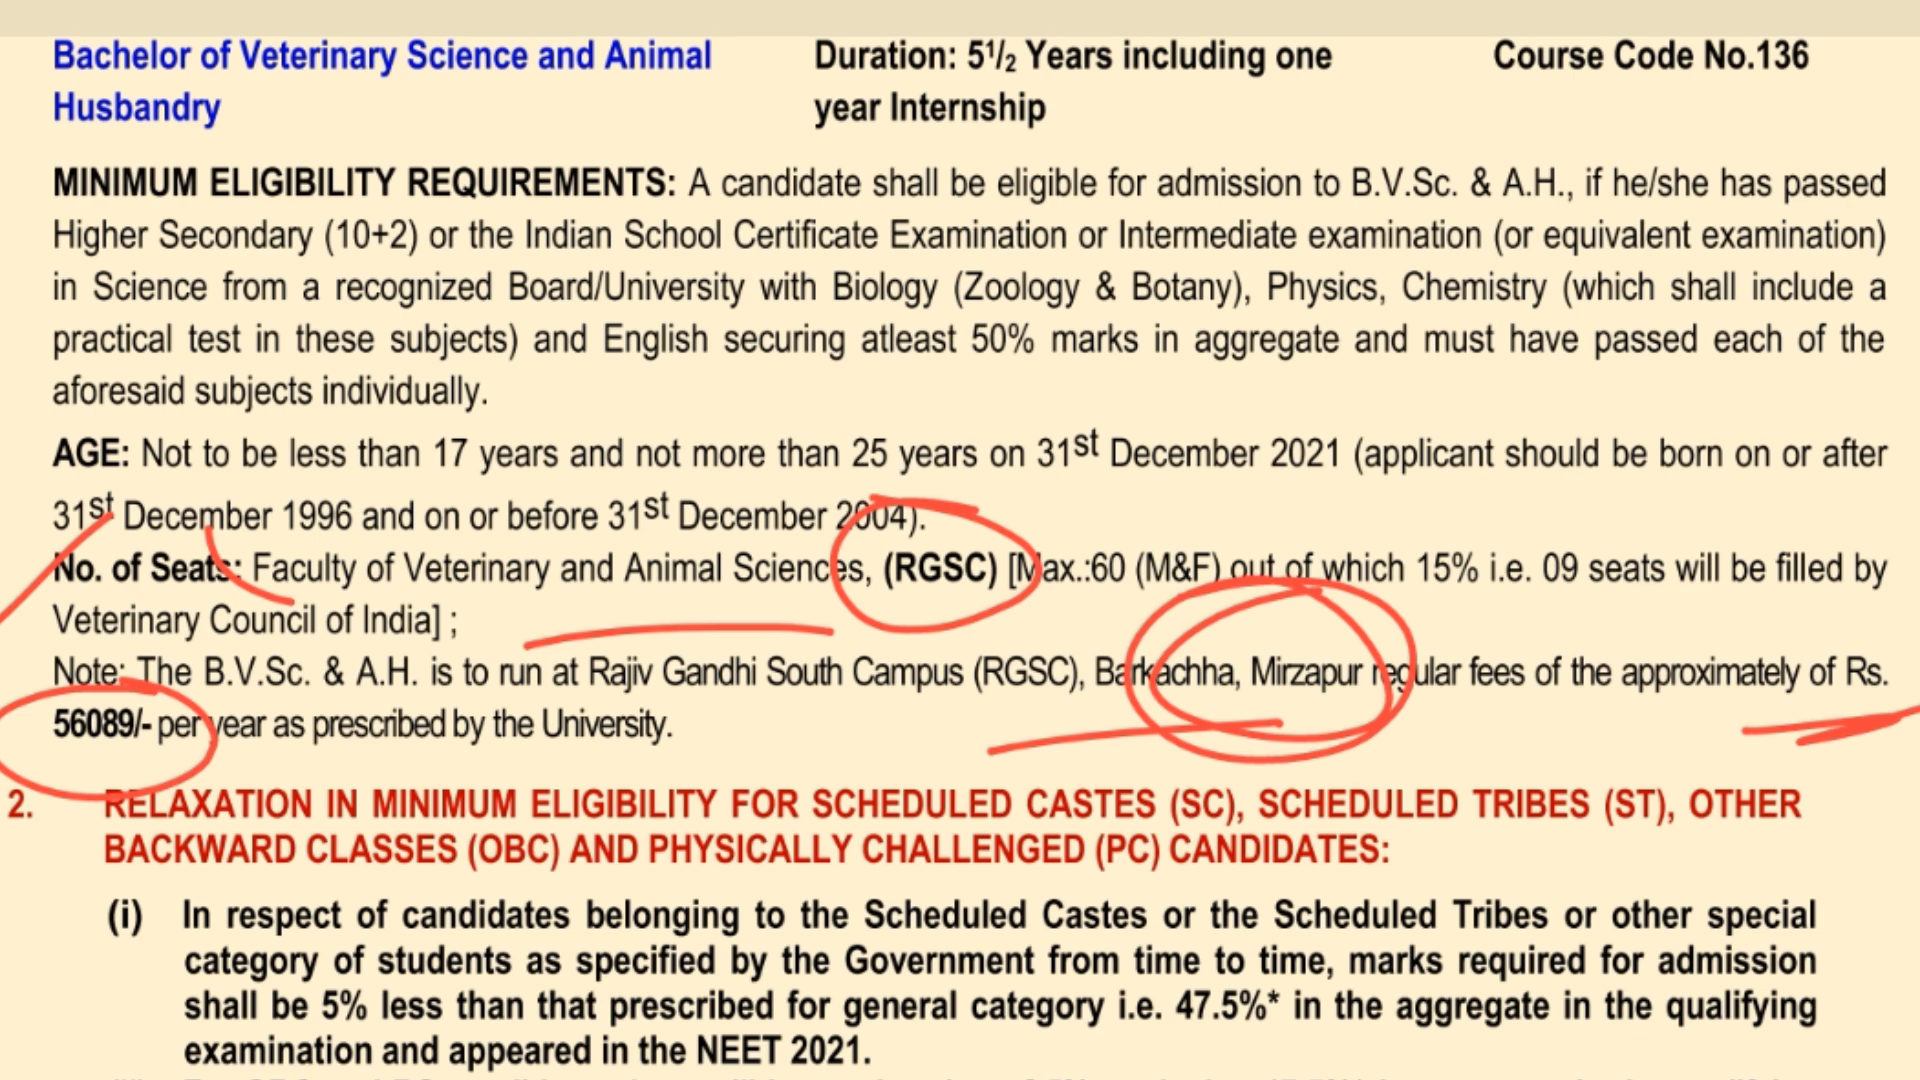 Bachelor of Veterinary Science and Animal Duration: 5¹/₂ Years including one Course Code No.136
Husbandry year Internship
MINIMUM ELIGIBILITY REQUIREMENTS: A candidate shall be eligible for admission to B.V.Sc. & A.H., if he/she has passed
Higher Secondary (10+2) or the Indian School Certificate Examination or Intermediate examination (or equivalent examination)
in Science from a recognized Board/University with Biology (Zoology & Botany), Physics, Chemistry (which shall include a
practical test in these subjects) and English securing atleast 50% marks in aggregate and must have passed each of the
aforesaid subjects individually.
AGE: Not to be less than 17 years and not more than 25 years on 31st December 2021 (applicant should be born on or after
31st December 1996 and on or before 31st December 2004).
No. of Seats: Faculty of Veterinary and Animal Sciences, (RGSC) [Max.:60 (M&F) out of which 15% i.e. 09 seats will be filled by
Veterinary Council of India] ;
Note: The B.V.Sc. & A.H. is to run at Rajiv Gandhi South Campus (RGSC), Barkachha, Mirzapur regular fees of the approximately of Rs.
56089/- per year as prescribed by the University.
2. RELAXATION IN MINIMUM ELIGIBILITY FOR SCHEDULED CASTES (SC), SCHEDULED TRIBES (ST), OTHER
BACKWARD CLASSES (OBC) AND PHYSICALLY CHALLENGED (PC) CANDIDATES:
(i) In respect of candidates belonging to the Scheduled Castes or the Scheduled Tribes or other special
category of students as specified by the Government from time to time, marks required for admission
shall be 5% less than that prescribed for general category i.e. 47.5%* in the aggregate in the qualifying
examination and appeared in the NEET 2021.